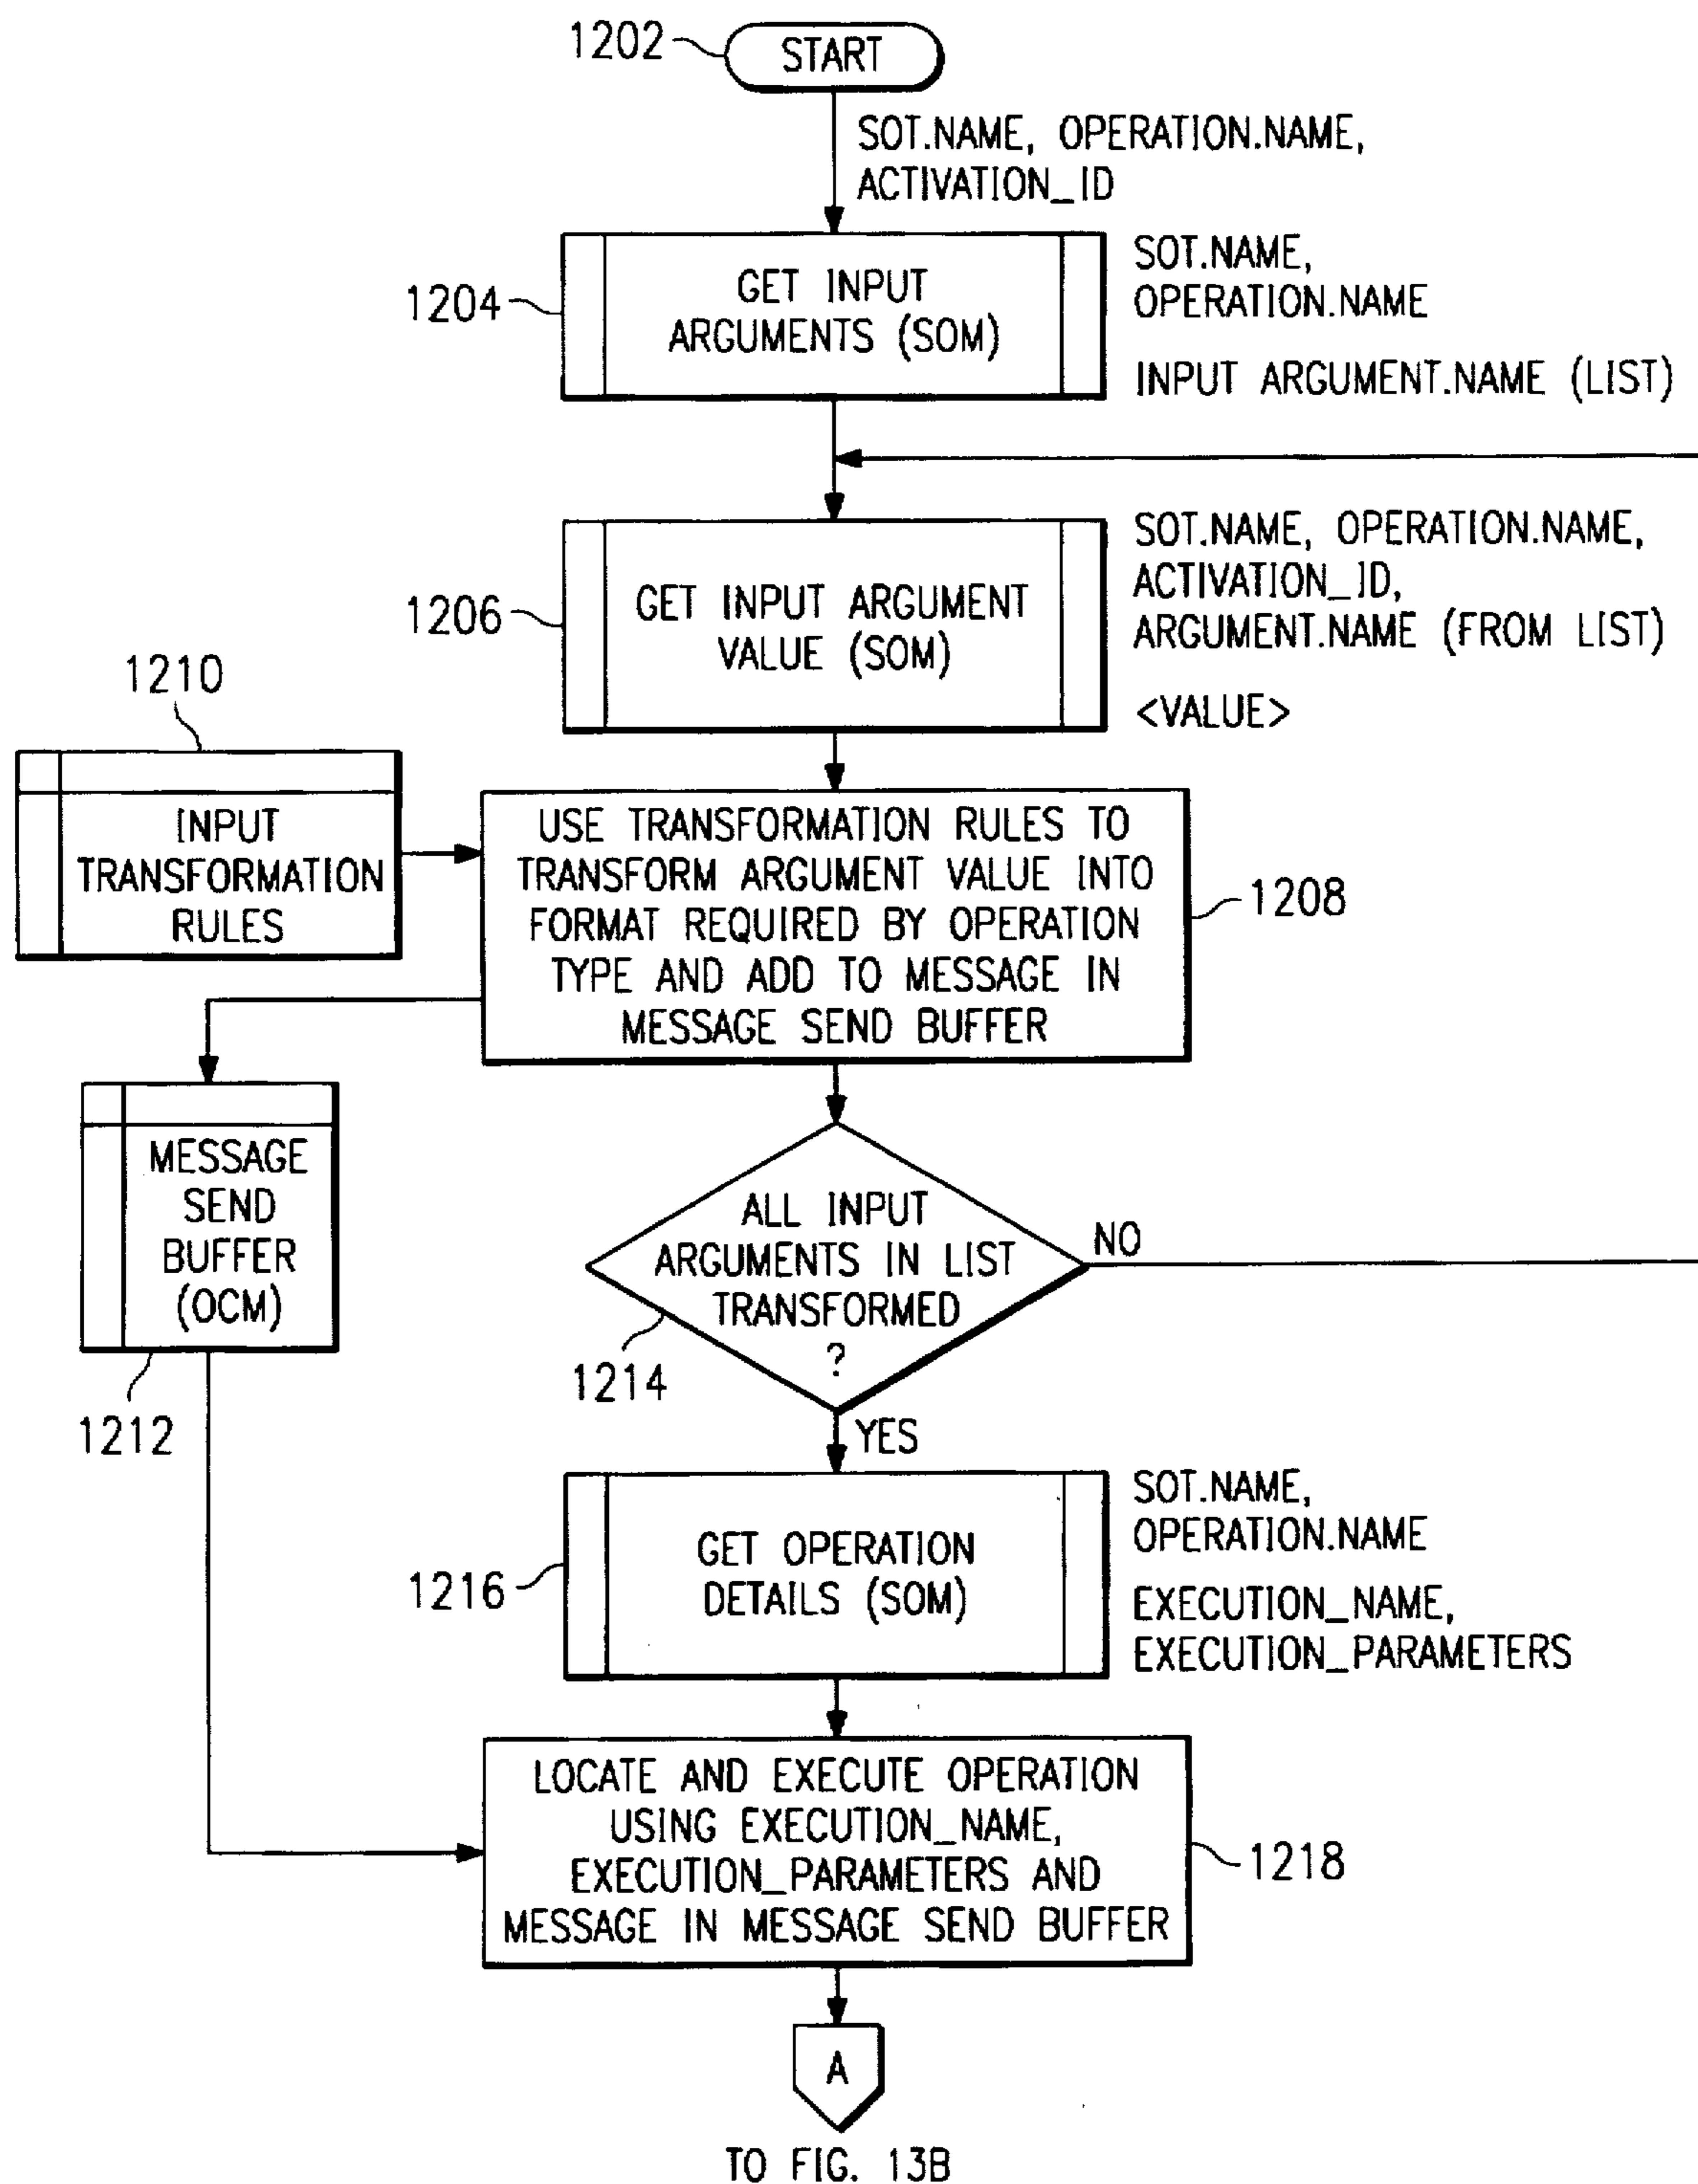 1202
START
SOT.NAME, OPERATION.NAME,
ACTIVATION_ID
1204
GET INPUT
ARGUMENTS (SOM)
SOT.NAME,
OPERATION.NAME
INPUT ARGUMENT.NAME (LIST)
1206
GET INPUT ARGUMENT
VALUE (SOM)
SOT.NAME, OPERATION.NAME,
ACTIVATION_ID,
ARGUMENT.NAME (FROM LIST)
<VALUE>
1210
INPUT
TRANSFORMATION
RULES
USE TRANSFORMATION RULES TO
TRANSFORM ARGUMENT VALUE INTO
FORMAT REQUIRED BY OPERATION
TYPE AND ADD TO MESSAGE IN
MESSAGE SEND BUFFER
1208
MESSAGE
SEND
BUFFER
(OCM)
1212
ALL INPUT
ARGUMENTS IN LIST
TRANSFORMED
?
1214
NO
YES
1216
GET OPERATION
DETAILS (SOM)
SOT.NAME,
OPERATION.NAME
EXECUTION_NAME,
EXECUTION_PARAMETERS
LOCATE AND EXECUTE OPERATION
USING EXECUTION_NAME,
EXECUTION_PARAMETERS AND
MESSAGE IN MESSAGE SEND BUFFER
1218
A
TO FIG. 13B